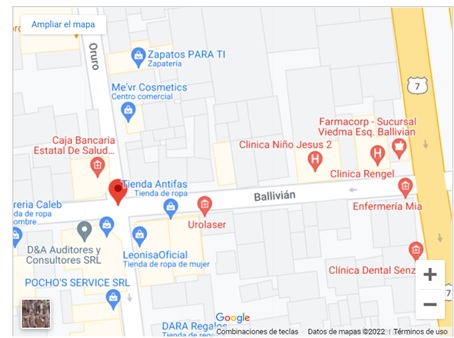 Ampliar el mapa
Oruro
Zapatos PARA TI
Zapatería
7
Me'vr Cosmetics
Centro comercial
Farmacorp - Sucursal
Viedma Esq. Ballivián
Caja Bancaria
Estatal De Salud...
Clinica Niño Jesus 2
Clinica Rengel
Tienda Antifas
Tienda de ropa
Ballivián
Enfermería Mia
reria Caleb
da de ropa
ombre
Urolaser
D&A Auditores y
Consultores SRL
LeonisaOficial
Tienda de ropa de mujer
Clínica Dental Senz
POCHO'S SERVICE SRL
7
DARA Regalos
Google
Combinaciones de teclas
Datos de mapas ©2022
Términos de uso